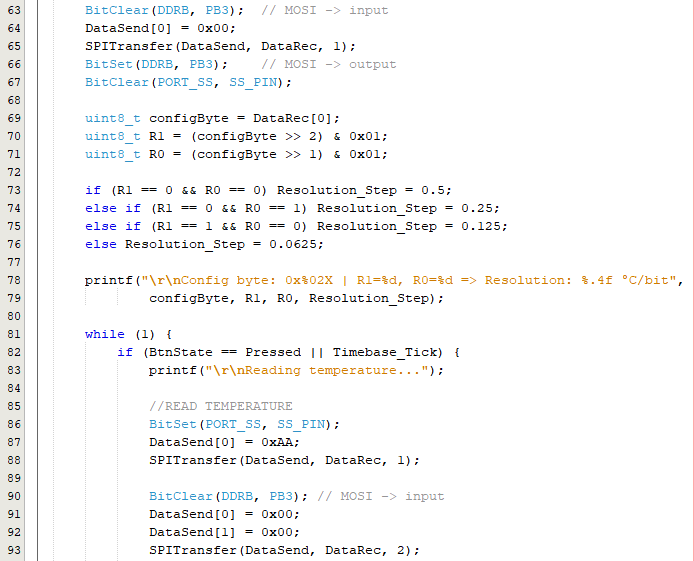 63 BitClear(DDRB, PB3);  // MOSI -> input
64 DataSend[0] = 0x00;
65 SPITransfer(DataSend, DataRec, 1);
66 BitSet(DDRB, PB3);    // MOSI -> output
67 BitClear(PORT_SS, SS_PIN);
68
69 uint8_t configByte = DataRec[0];
70 uint8_t R1 = (configByte >> 2) & 0x01;
71 uint8_t R0 = (configByte >> 1) & 0x01;
72
73 if (R1 == 0 && R0 == 0) Resolution_Step = 0.5;
74 else if (R1 == 0 && R0 == 1) Resolution_Step = 0.25;
75 else if (R1 == 1 && R0 == 0) Resolution_Step = 0.125;
76 else Resolution_Step = 0.0625;
77
78 printf("\r\nConfig byte: 0x%02X | R1=%d, R0=%d => Resolution: %.4f °C/bit",
79         configByte, R1, R0, Resolution_Step);
80
81 while (1) {
82     if (BtnState == Pressed || Timebase_Tick) {
83         printf("\r\nReading temperature...");
84
85         //READ TEMPERATURE
86         BitSet(PORT_SS, SS_PIN);
87         DataSend[0] = 0xAA;
88         SPITransfer(DataSend, DataRec, 1);
89
90         BitClear(DDRB, PB3); // MOSI -> input
91         DataSend[0] = 0x00;
92         DataSend[1] = 0x00;
93         SPITransfer(DataSend, DataRec, 2);